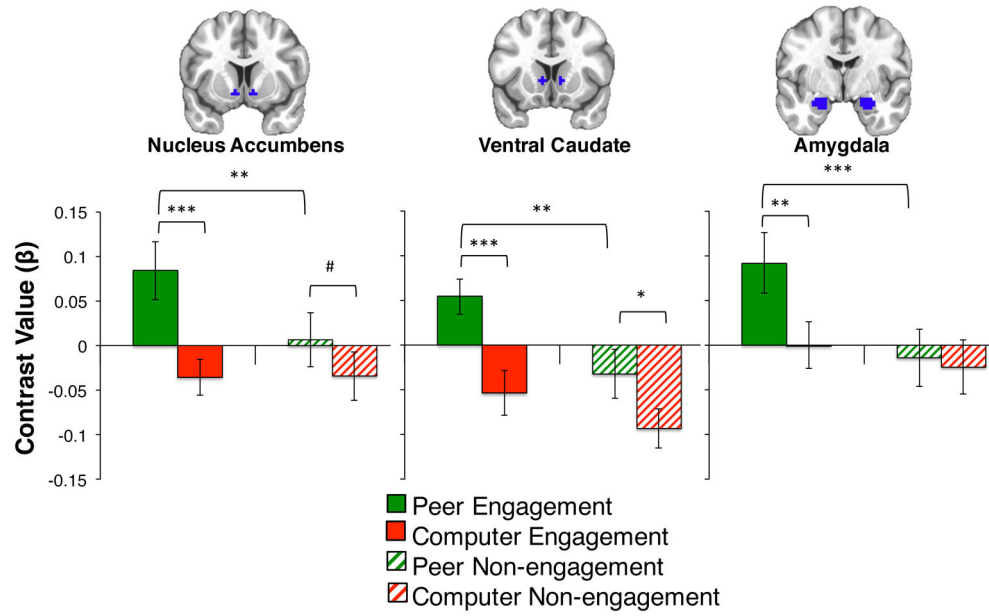 Nucleus Accumbens
Ventral Caudate
Amygdala
**
***
#
**
***
*
***
**
Contrast Value (β)
0.15
0.1
0.05
0
-0.05
-0.1
-0.15
Peer Engagement
Computer Engagement
Peer Non-engagement
Computer Non-engagement